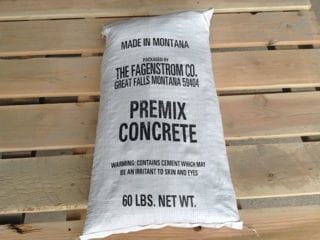 MADE IN MONTANA
PACKAGED BY
THE FAGENSTROM CO.
GREAT FALLS MONTANA 59404
PREMIX
CONCRETE
WARNING: CONTAINS CEMENT WHICH MAY
BE AN IRRITANT TO SKIN AND EYES
60 LBS. NET WT.